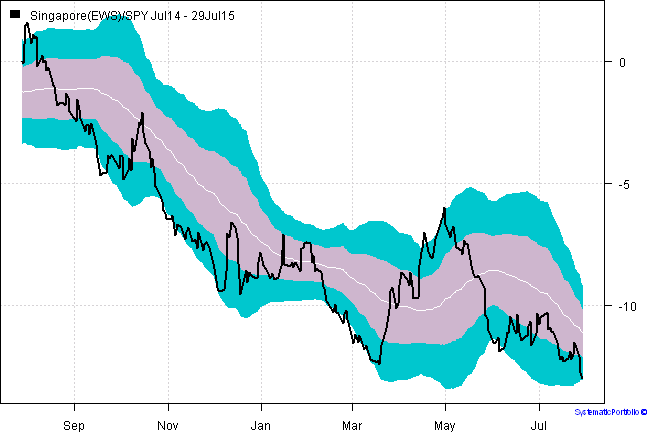 Singapore(EWS)/SPY Jul14 - 29Jul15
0
-5
-10
Sep Nov Jan Mar May Jul
SystematicPortfolio ©